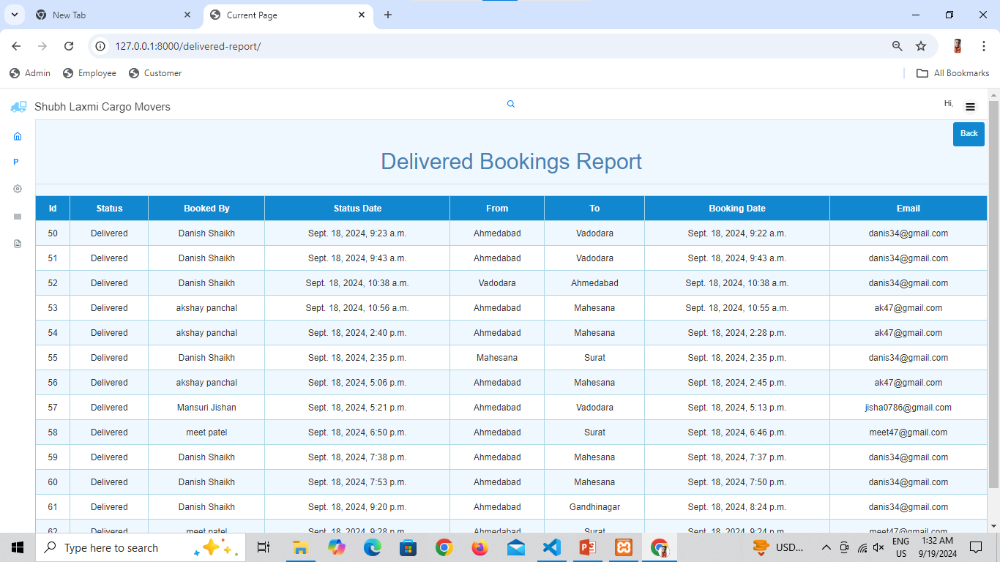 New Tab
Current Page
127.0.0.1:8000/delivered-report/
Admin Employee Customer All Bookmarks
Shubh Laxmi Cargo Movers Hi,
Back
P
Delivered Bookings Report
Id Status Booked By Status Date From To Booking Date Email
50 Delivered Danish Shaikh Sept. 18, 2024, 9:23 a.m. Ahmedabad Vadodara Sept. 18, 2024, 9:22 a.m. danis34@gmail.com
51 Delivered Danish Shaikh Sept. 18, 2024, 9:43 a.m. Ahmedabad Vadodara Sept. 18, 2024, 9:43 a.m. danis34@gmail.com
52 Delivered Danish Shaikh Sept. 18, 2024, 10:38 a.m. Vadodara Ahmedabad Sept. 18, 2024, 10:38 a.m. danis34@gmail.com
53 Delivered akshay panchal Sept. 18, 2024, 10:56 a.m. Ahmedabad Mahesana Sept. 18, 2024, 10:55 a.m. ak47@gmail.com
54 Delivered akshay panchal Sept. 18, 2024, 2:40 p.m. Ahmedabad Mahesana Sept. 18, 2024, 2:28 p.m. ak47@gmail.com
55 Delivered Danish Shaikh Sept. 18, 2024, 2:35 p.m. Mahesana Surat Sept. 18, 2024, 2:35 p.m. danis34@gmail.com
56 Delivered akshay panchal Sept. 18, 2024, 5:06 p.m. Ahmedabad Mahesana Sept. 18, 2024, 2:45 p.m. ak47@gmail.com
57 Delivered Mansuri Jishan Sept. 18, 2024, 5:21 p.m. Ahmedabad Vadodara Sept. 18, 2024, 5:13 p.m. jisha0786@gmail.com
58 Delivered meet patel Sept. 18, 2024, 6:50 p.m. Ahmedabad Surat Sept. 18, 2024, 6:46 p.m. meet47@gmail.com
59 Delivered Danish Shaikh Sept. 18, 2024, 7:38 p.m. Ahmedabad Mahesana Sept. 18, 2024, 7:37 p.m. danis34@gmail.com
60 Delivered Danish Shaikh Sept. 18, 2024, 7:53 p.m. Ahmedabad Mahesana Sept. 18, 2024, 7:50 p.m. danis34@gmail.com
61 Delivered Danish Shaikh Sept. 18, 2024, 9:20 p.m. Ahmedabad Gandhinagar Sept. 18, 2024, 8:24 p.m. danis34@gmail.com
62 Delivered meet patel Sept. 18, 2024, 9:28 p.m. Ahmedabad Surat Sept. 18, 2024, 9:24 p.m. meet47@gmail.com
Type here to search USD... ENG 1:32 AM
US 9/19/2024